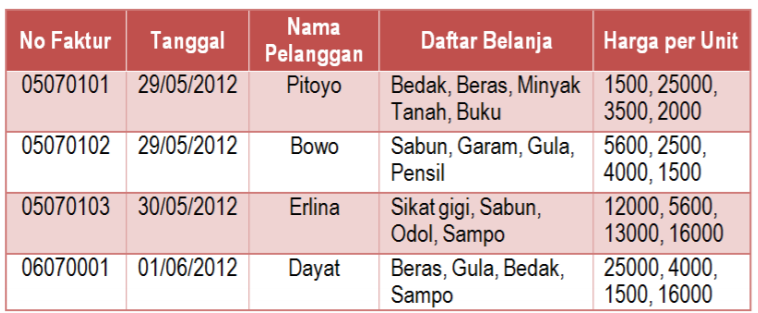 No Faktur Tanggal Nama Pelanggan Daftar Belanja Harga per Unit
05070101 29/05/2012 Pitoyo Bedak, Beras, Minyak 1500, 25000,
Tanah, Buku 3500, 2000
05070102 29/05/2012 Bowo Sabun, Garam, Gula, 5600, 2500,
Pensil 4000, 1500
05070103 30/05/2012 Erlina Sikat gigi, Sabun, 12000, 5600,
Odol, Sampo 13000, 16000
06070001 01/06/2012 Dayat Beras, Gula, Bedak, 25000, 4000,
Sampo 1500, 16000